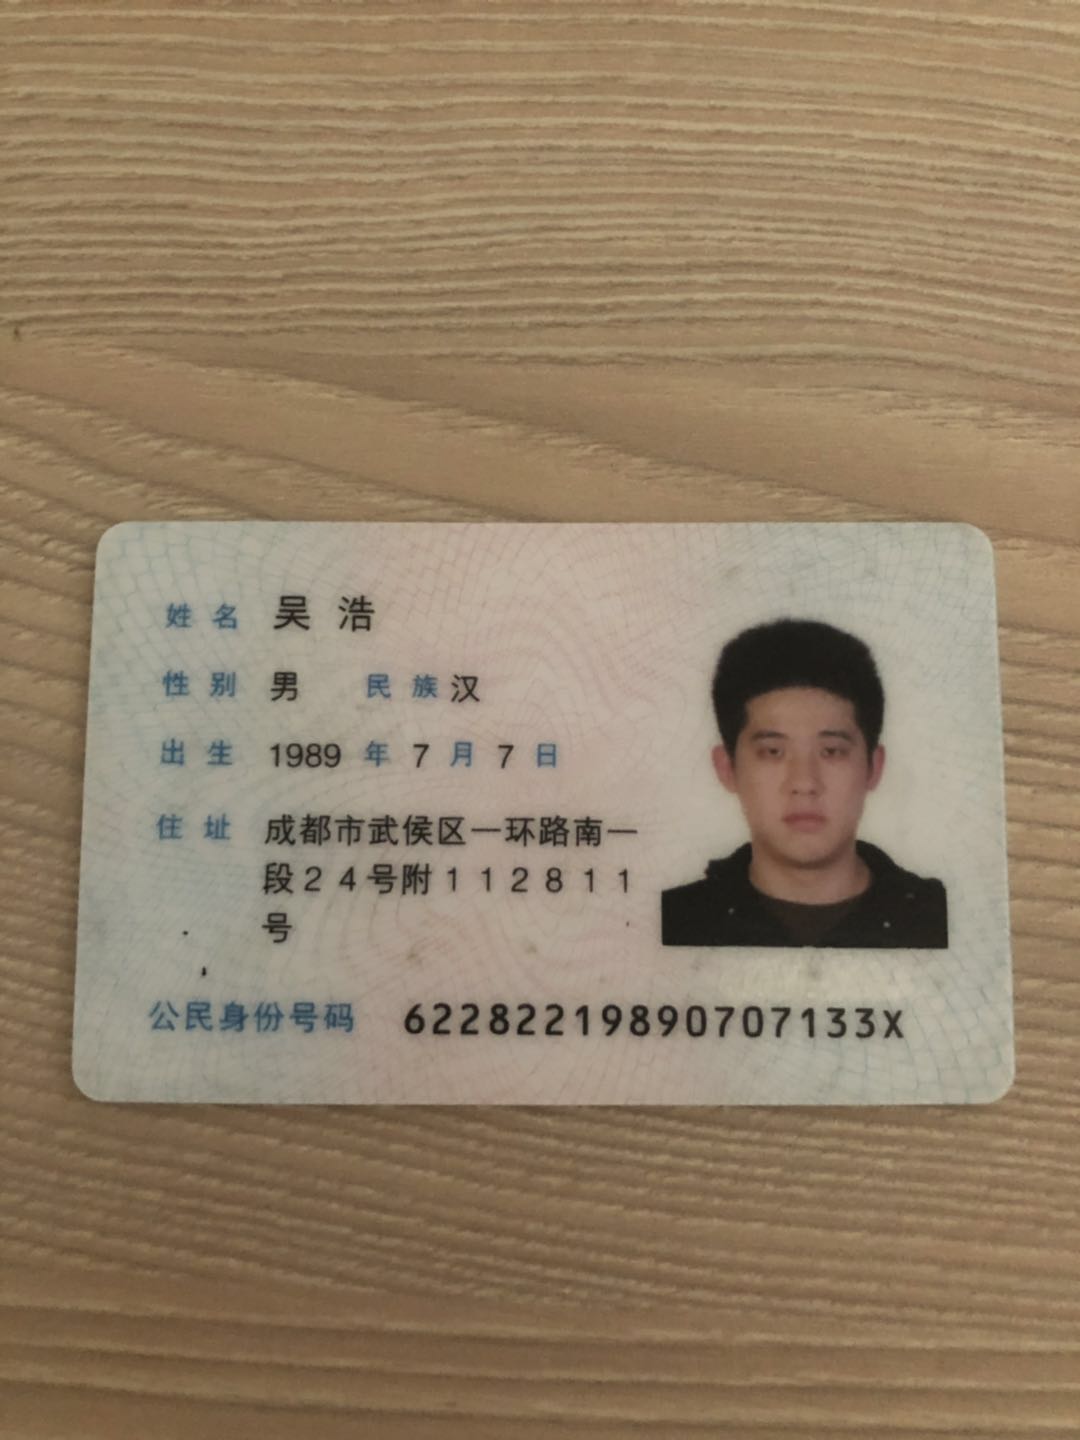 姓名 吴浩
性别 男 民族 汉
出生 1989 年 7 月 7 日
住址 成都市武侯区一环路南一
段24号附112811
号
公民身份号码 62282219890707133X